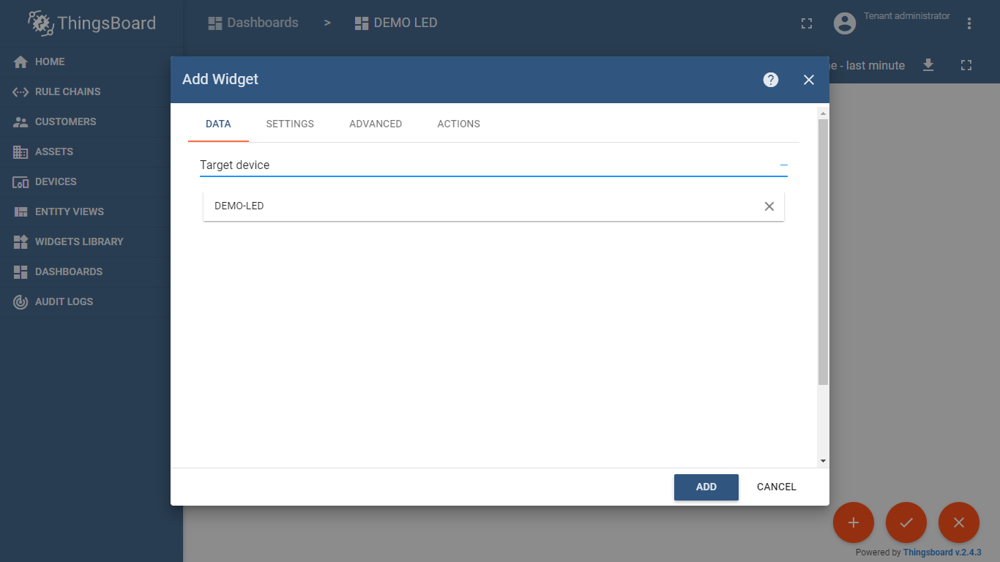 ThingsBoard
Dashboards > DEMO LED
Tenant administrator
HOME
RULE CHAINS
CUSTOMERS
ASSETS
DEVICES
ENTITY VIEWS
WIDGETS LIBRARY
DASHBOARDS
AUDIT LOGS
- last minute
Add Widget
DATA SETTINGS ADVANCED ACTIONS
Target device
DEMO-LED
ADD CANCEL
Powered by Thingsboard v.2.4.3